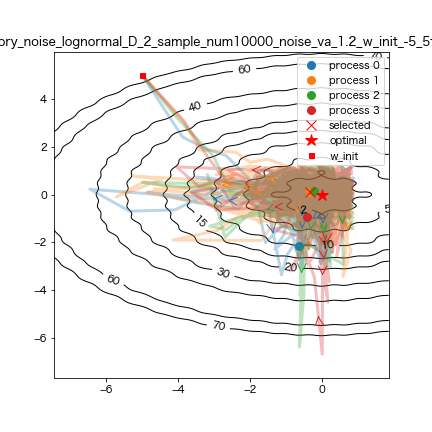 ory_noise_lognormal_D_2_sample_num10000_noise_va_1.2_w_init_-5_5
process 0
process 1
process 2
process 3
selected
optimal
w_init
60
40
15
2
10
20
30
60
70
4
2
0
−2
−4
−6
−6
−4
−2
0